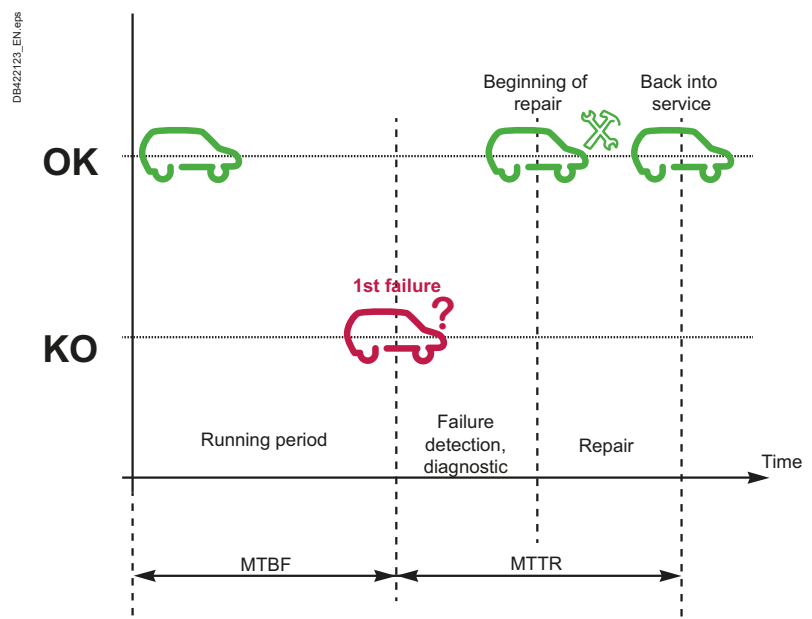 DB422123_EN.eps
Beginning of
repair
Back into
service
OK
1st failure
?
KO
Running period
Failure
detection,
diagnostic
Repair
Time
MTBF
MTTR